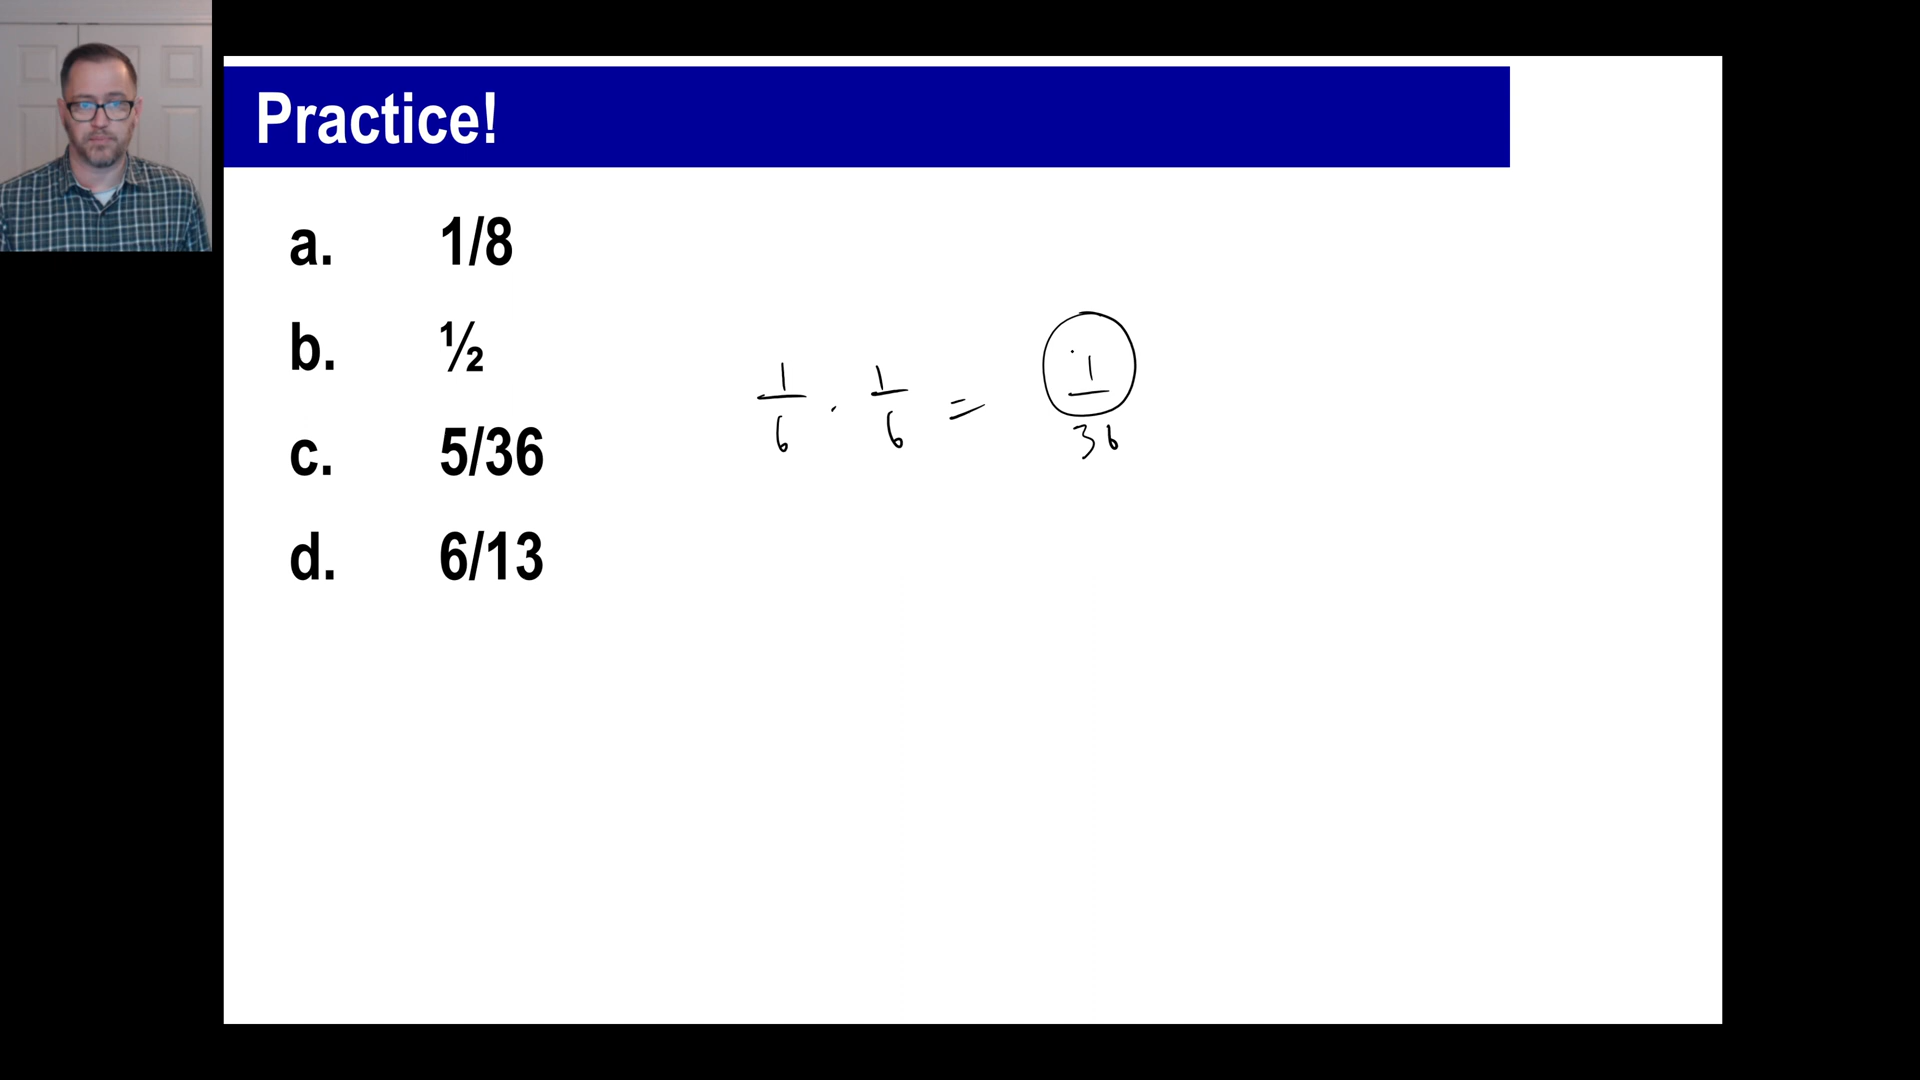 Practice!
a. 1/8
b. ½
c. 5/36
d. 6/13
1/6 · 1/6 = 1/36